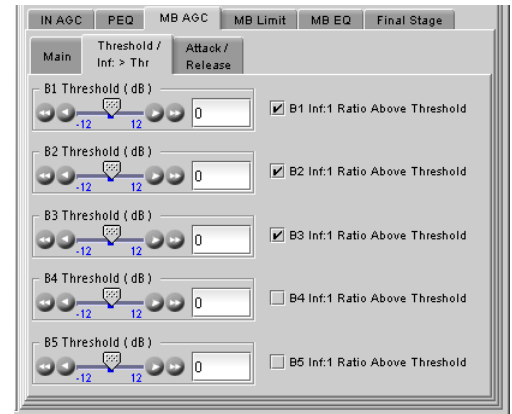 IN AGC PEQ MB AGC MB Limit MB EQ Final Stage
Main Threshold / Inf: > Thr Attack / Release
B1 Threshold ( dB )
-12 12 0 B1 Inf:1 Ratio Above Threshold
B2 Threshold ( dB )
-12 12 0 B2 Inf:1 Ratio Above Threshold
B3 Threshold ( dB )
-12 12 0 B3 Inf:1 Ratio Above Threshold
B4 Threshold ( dB )
-12 12 0 B4 Inf:1 Ratio Above Threshold
B5 Threshold ( dB )
-12 12 0 B5 Inf:1 Ratio Above Threshold